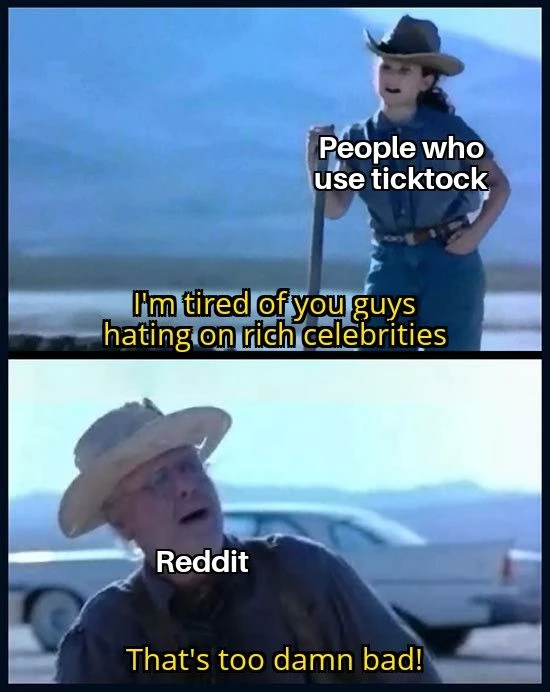 People who
use ticktock
I'm tired of you guys
hating on rich celebrities
Reddit
That's too damn bad!